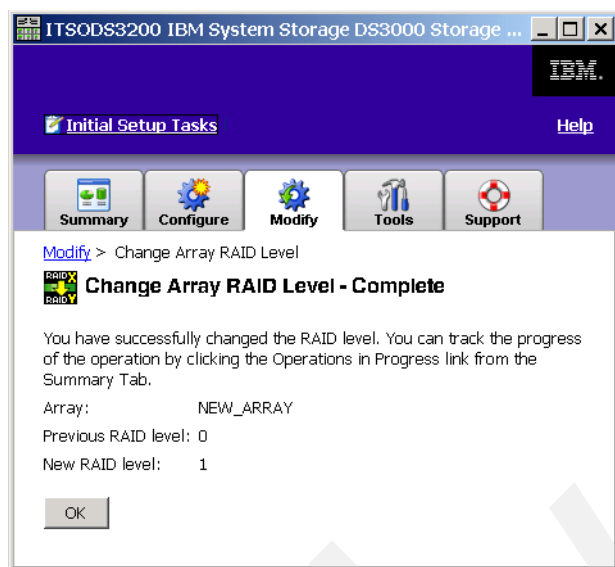 ITSODS3200 IBM System Storage DS3000 Storage ...
IBM.
Initial Setup Tasks
Help
Summary
Configure
Modify
Tools
Support
Modify > Change Array RAID Level
RAID X
RAID Y
Change Array RAID Level - Complete
You have successfully changed the RAID level. You can track the progress
of the operation by clicking the Operations in Progress link from the
Summary Tab.
Array: NEW_ARRAY
Previous RAID level: 0
New RAID level: 1
OK